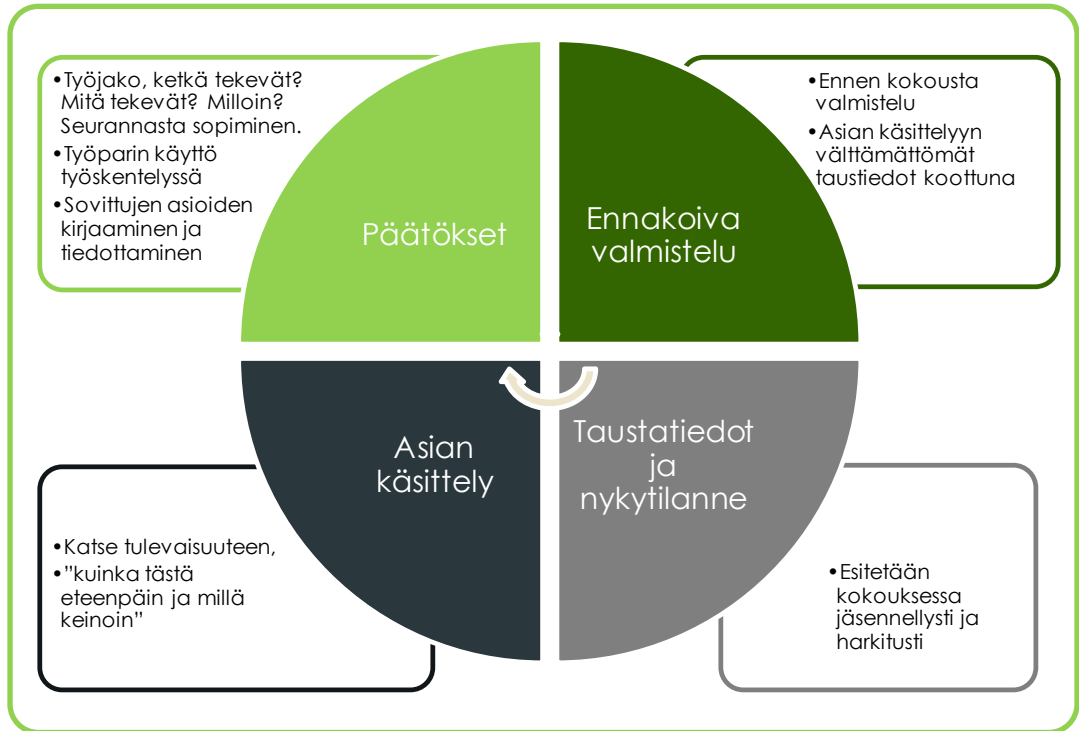 •Työjako, ketkä tekevät?
Mitä tekevät? Milloin?
Seurannasta sopiminen.
•Työparin käyttö
työskentelyssä
•Sovittujen asioiden
kirjaaminen ja
tiedottaminen
Päätökset
Ennakoiva
valmistelu
•Ennen kokousta
valmistelu
•Asian käsittelyyn
välttämättömät
taustiedot koottuna
Asian
käsittely
•Katse tulevaisuuteen,
•”kuinka tästä
eteenpäin ja millä
keinoin”
Taustatiedot
ja
nykytilanne
•Esitetään
kokouksessa
jäsennellysti ja
harkitusti